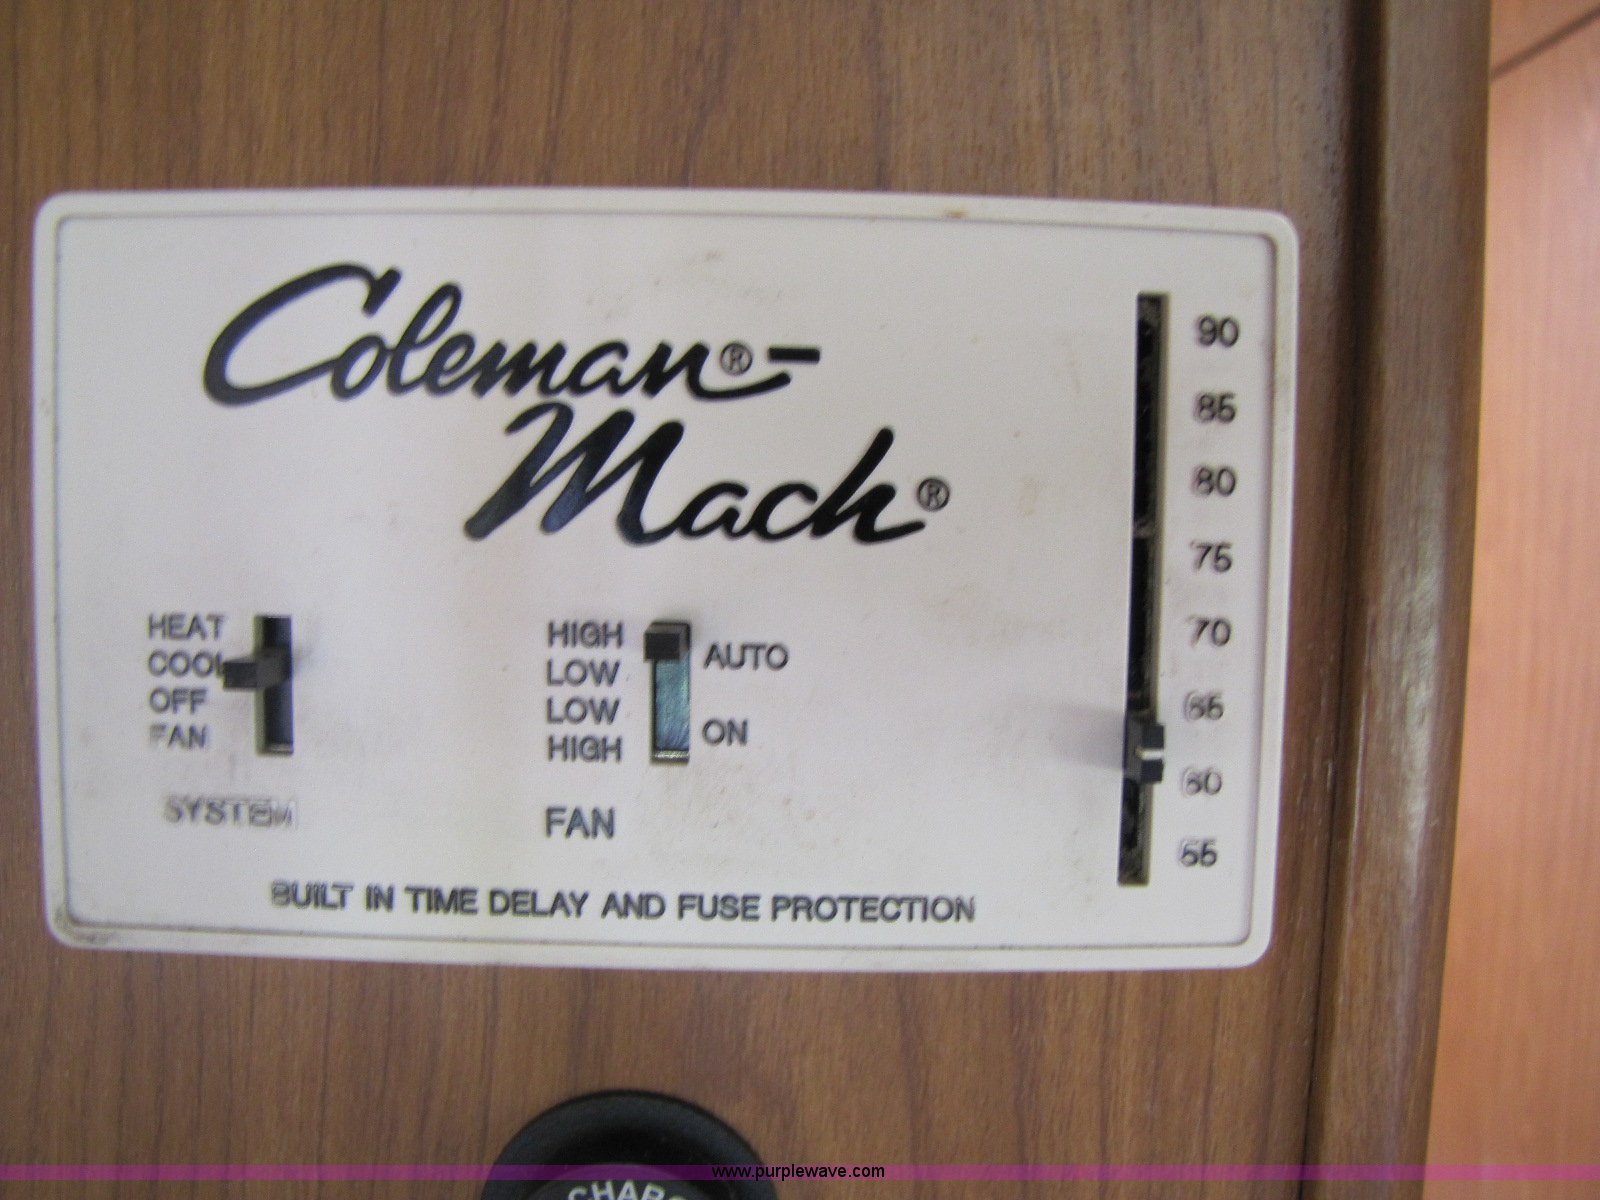 Coleman®-
Mach®
90
85
80
75
70
65
60
55
HEAT
COOL
OFF
FAN
SYSTEM
HIGH
LOW
LOW
HIGH
AUTO
ON
FAN
BUILT IN TIME DELAY AND FUSE PROTECTION
www.purplewave.com